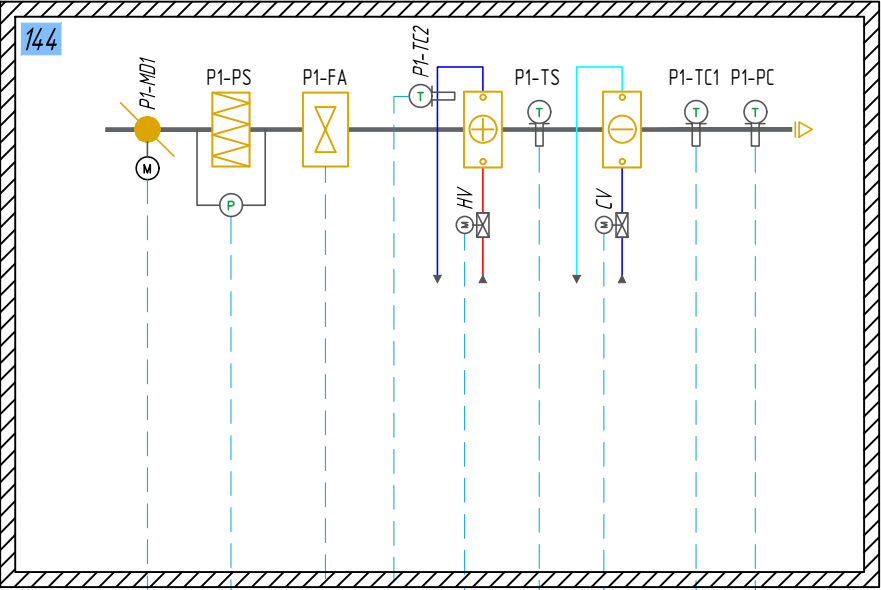 144
P1-MD1
P1-PS
P1-FA
P1-TC2
P1-TS
P1-TC1
P1-PC
T
T
T
T
M
P
HV
M
CV
M